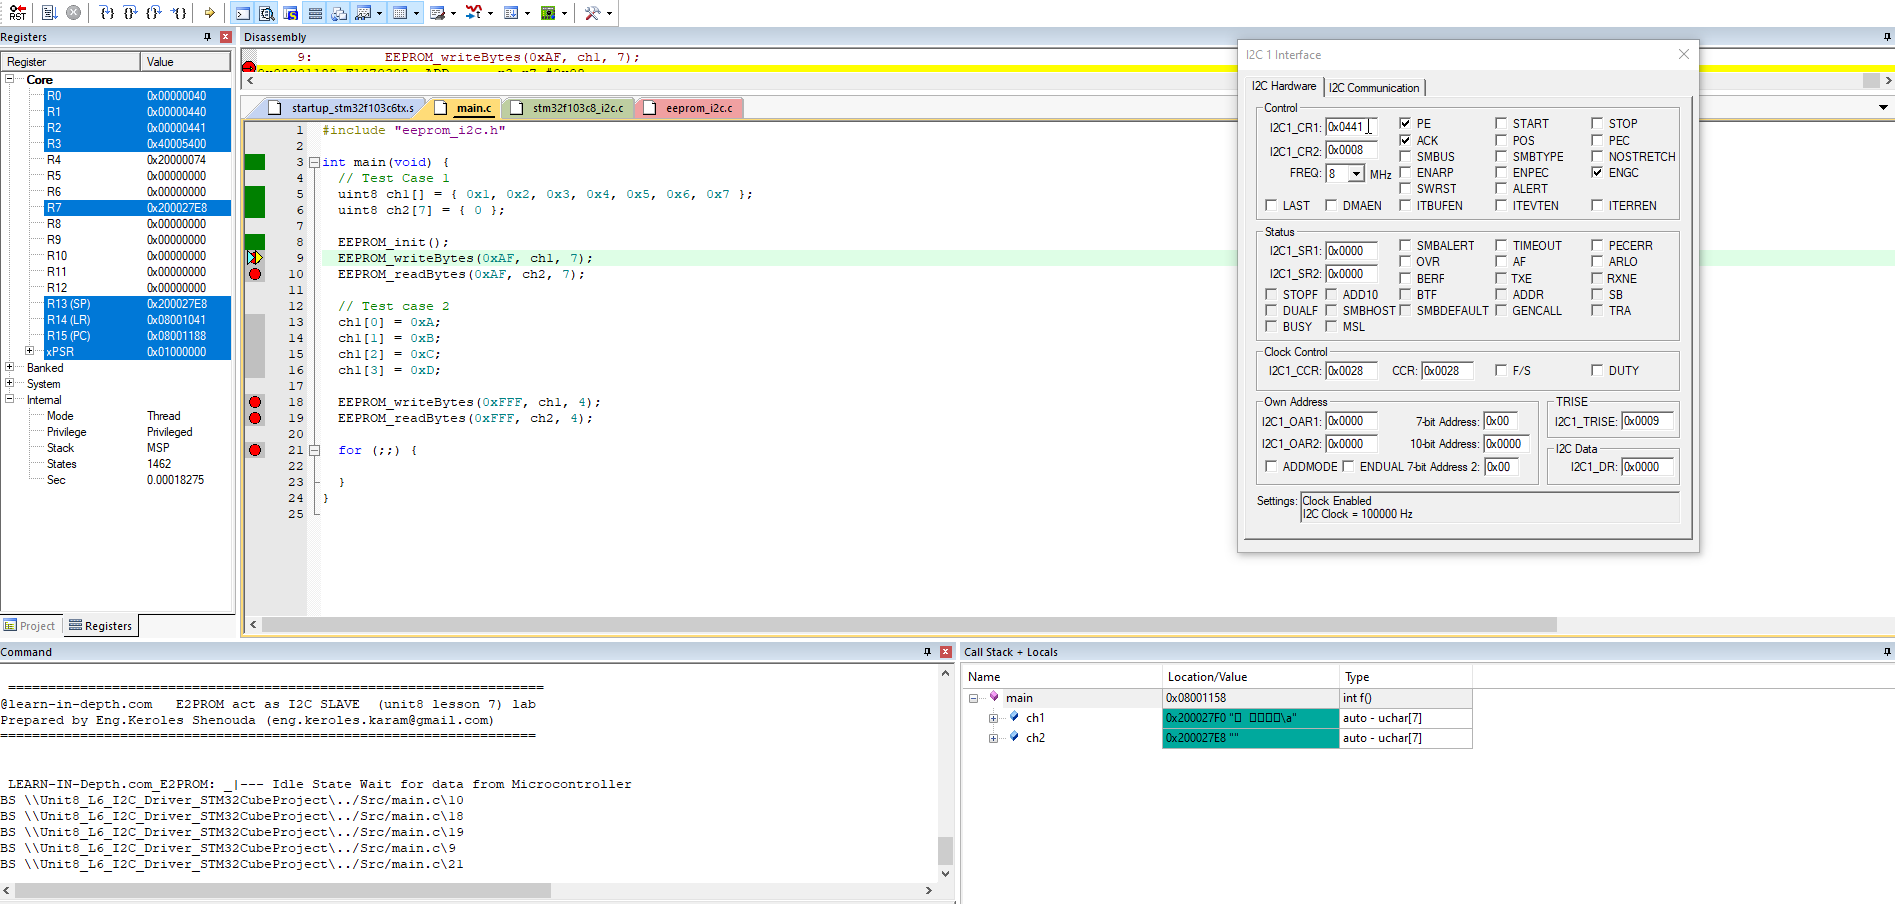 Registers
Register Value
Core
R0 0x00000040
R1 0x00000440
R2 0x00000441
R3 0x40005400
R4 0x20000074
R5 0x00000000
R6 0x00000000
R7 0x200027E8
R8 0x00000000
R9 0x00000000
R10 0x00000000
R11 0x00000000
R12 0x00000000
R13 (SP) 0x200027E8
R14 (LR) 0x08001041
R15 (PC) 0x08001188
xPSR 0x01000000
Banked
System
Internal
Mode Thread
Privilege Privileged
Stack MSP
States 1462
Sec 0.00018275
Project Registers
Disassembly
9: EEPROM_writeBytes(0xAF, ch1, 7);
startup_stm32f103c6tx.s main.c stm32f103c8_i2c.c eeprom_i2c.c
1 #include "eeprom_i2c.h"
2
3 int main(void) {
4 // Test Case 1
5 uint8 ch1[] = { 0x1, 0x2, 0x3, 0x4, 0x5, 0x6, 0x7 };
6 uint8 ch2[7] = { 0 };
7
8 EEPROM_init();
9 EEPROM_writeBytes(0xAF, ch1, 7);
10 EEPROM_readBytes(0xAF, ch2, 7);
11
12 // Test case 2
13 ch1[0] = 0xA;
14 ch1[1] = 0xB;
15 ch1[2] = 0xC;
16 ch1[3] = 0xD;
17
18 EEPROM_writeBytes(0xFFF, ch1, 4);
19 EEPROM_readBytes(0xFFF, ch2, 4);
20
21 for (;;) {
22
23 }
24 }
25
I2C 1 Interface
I2C Hardware I2C Communication
Control
I2C1_CR1: 0x0441 PE START STOP
ACK POS PEC
I2C1_CR2: 0x0008 SMBUS SMBTYPE NOSTRETCH
FREQ: 8 MHz ENARP ENPEC ENGC
SWRST ALERT
LAST DMAEN ITBUFEN ITEVTEN ITERREN
Status
I2C1_SR1: 0x0000 SMBALERT TIMEOUT PECERR
OVR AF ARLO
I2C1_SR2: 0x0000 BERF TXE RXNE
STOPF ADD10 BTF ADDR SB
DUALF SMBHOST SMBDEFAULT GENCALL TRA
BUSY MSL
Clock Control
I2C1_CCR: 0x0028 CCR: 0x0028 F/S DUTY
Own Address
I2C1_OAR1: 0x0000 7-bit Address: 0x00
I2C1_OAR2: 0x0000 10-bit Address: 0x0000
ADDMODE ENDUAL 7-bit Address 2: 0x00
TRISE
I2C1_TRISE: 0x0009
I2C Data
I2C1_DR: 0x0000
Settings: Clock Enabled
I2C Clock = 100000 Hz
Command
===================================================================
@learn-in-depth.com E2PROM act as I2C SLAVE (unit8 lesson 7) lab
Prepared by Eng.Keroles Shenouda (eng.keroles.karam@gmail.com)
===================================================================
LEARN-IN-Depth.com_E2PROM: _|--- Idle State Wait for data from Microcontroller
BS \\Unit8_L6_I2C_Driver_STM32CubeProject\../Src/main.c\10
BS \\Unit8_L6_I2C_Driver_STM32CubeProject\../Src/main.c\18
BS \\Unit8_L6_I2C_Driver_STM32CubeProject\../Src/main.c\19
BS \\Unit8_L6_I2C_Driver_STM32CubeProject\../Src/main.c\9
BS \\Unit8_L6_I2C_Driver_STM32CubeProject\../Src/main.c\21
Call Stack + Locals
Name Location/Value Type
main 0x08001158 int f()
ch1 0x200027F0 "□ □□□□\a" auto - uchar[7]
ch2 0x200027E8 "" auto - uchar[7]